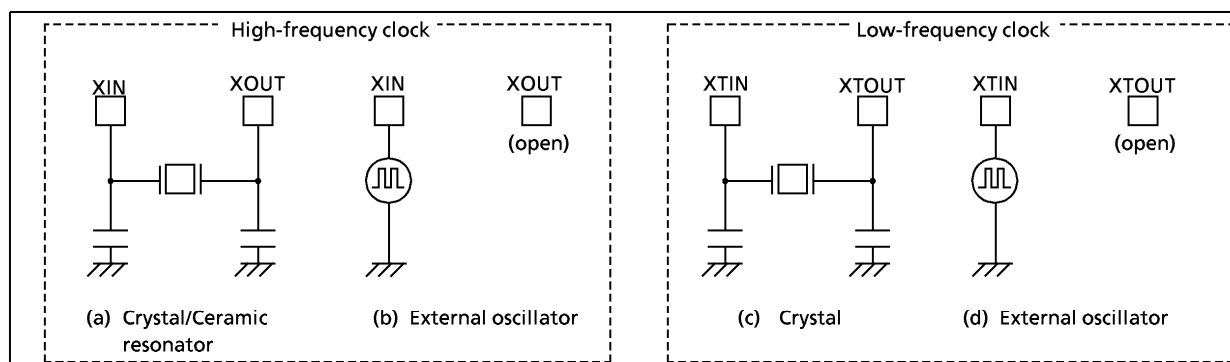 High-frequency clock
XIN
XOUT
XIN
XOUT
(open)
(a) Crystal/Ceramic
resonator
(b) External oscillator
Low-frequency clock
XTIN
XTOUT
XTIN
XTOUT
(open)
(c) Crystal
(d) External oscillator